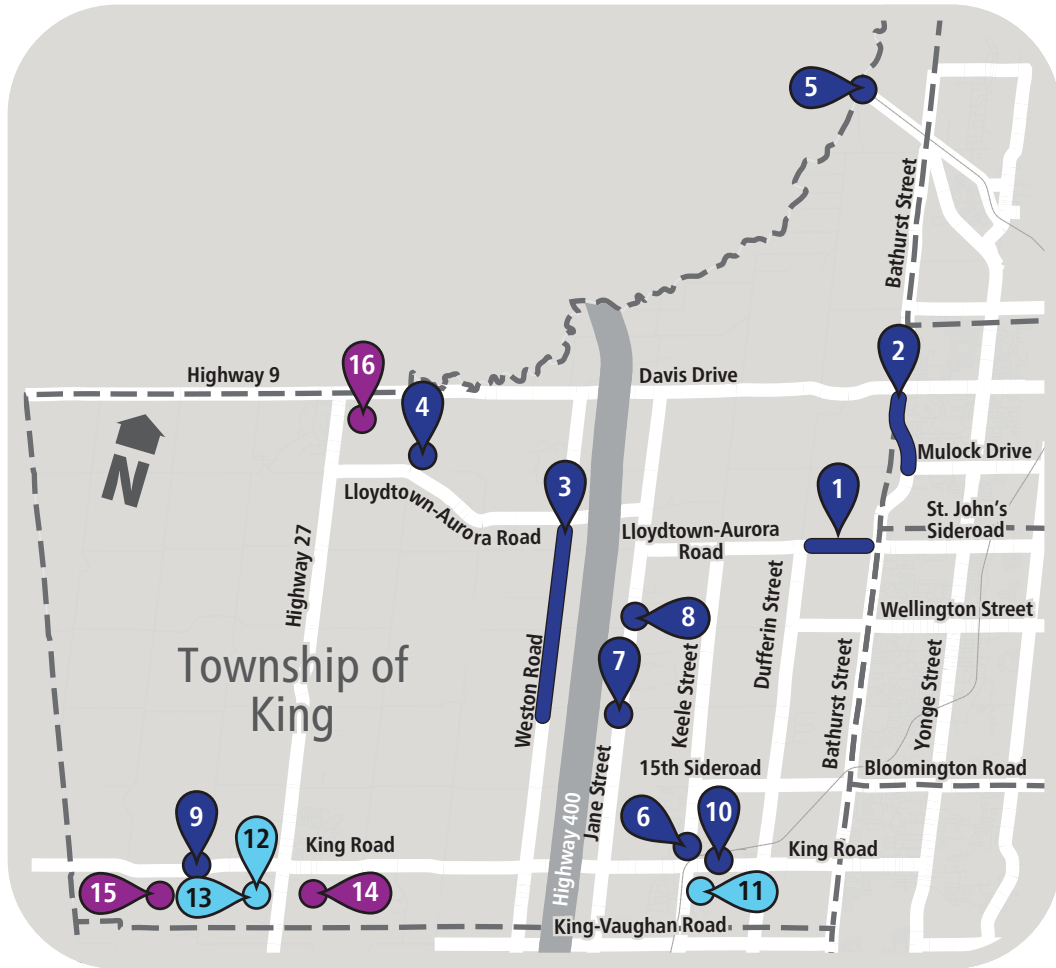 5
Bathurst Street
2
16
Highway 9
Davis Drive
4
N
Mulock Drive
3
1
Lloydtown-Aurora Road
St. John's
Sideroad
Lloydtown-Aurora
Road
Highway 27
Wellington Street
8
Dufferin Street
Township of
King
7
Weston Road
Keele Street
Bathurst Street
Yonge Street
15th Sideroad
Bloomington Road
Jane Street
Highway 400
9
12
6
10
King Road
King Road
15
13
14
11
King-Vaughan Road